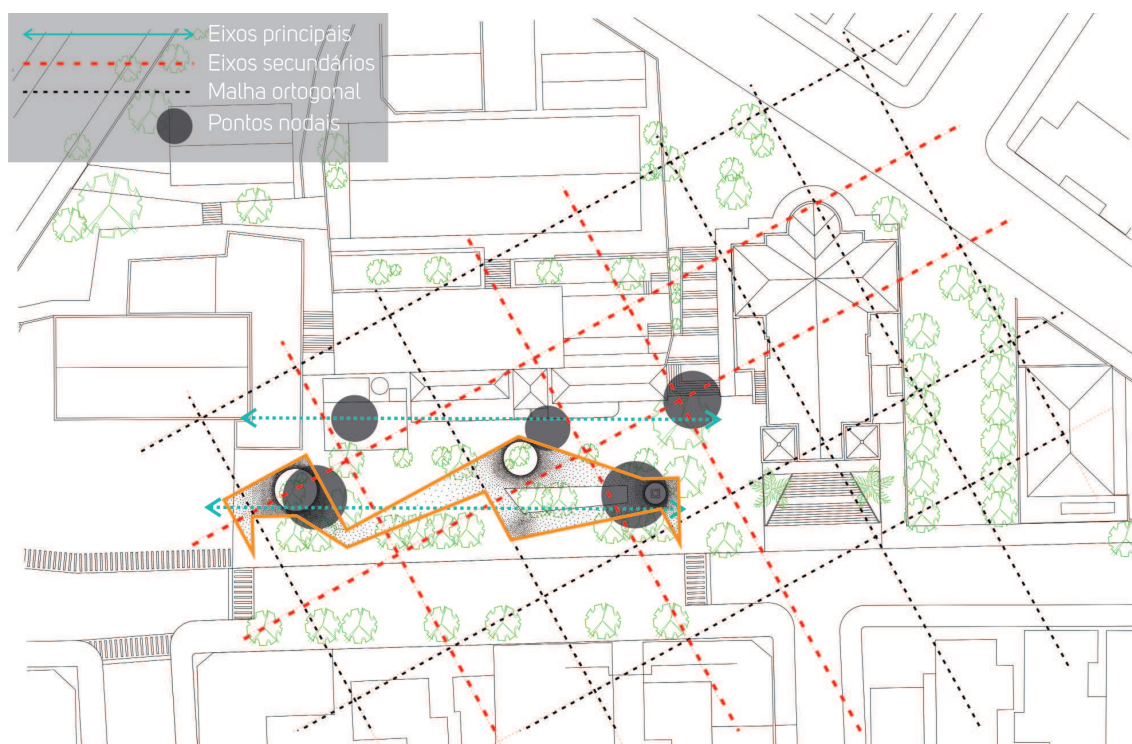 Eixos principais
Eixos secundários
Malha ortogonal
Pontos nodais